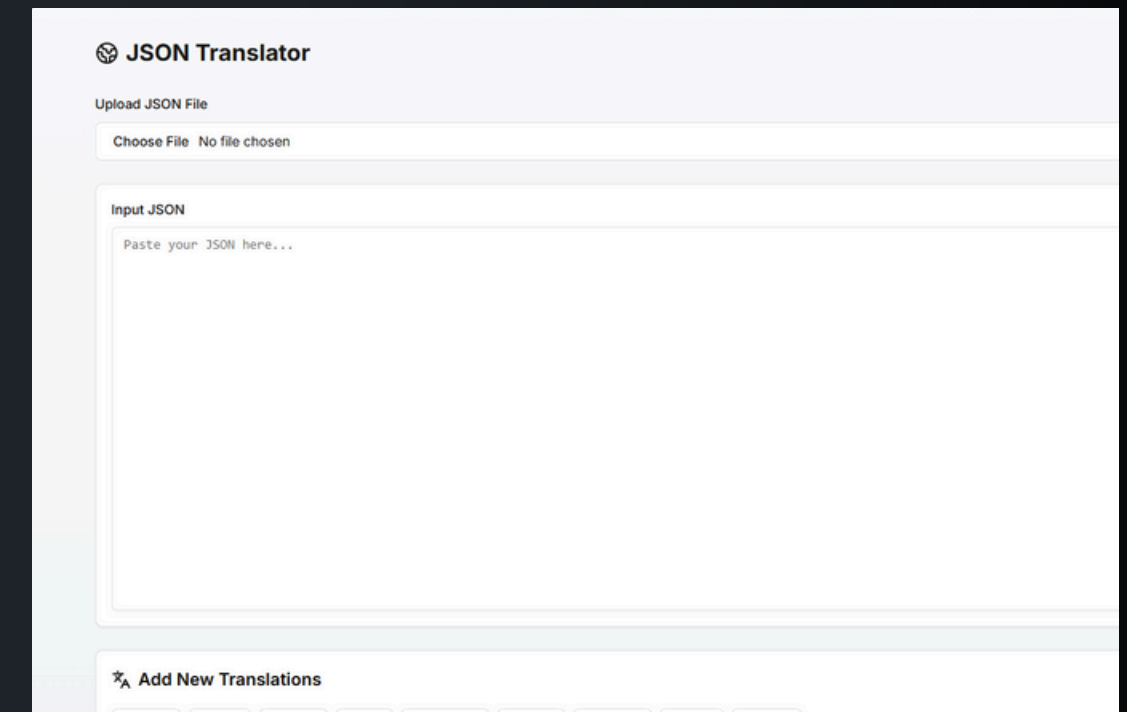 JSON Translator
Upload JSON File
Choose File No file chosen
Input JSON
Paste your JSON here...
Add New Translations